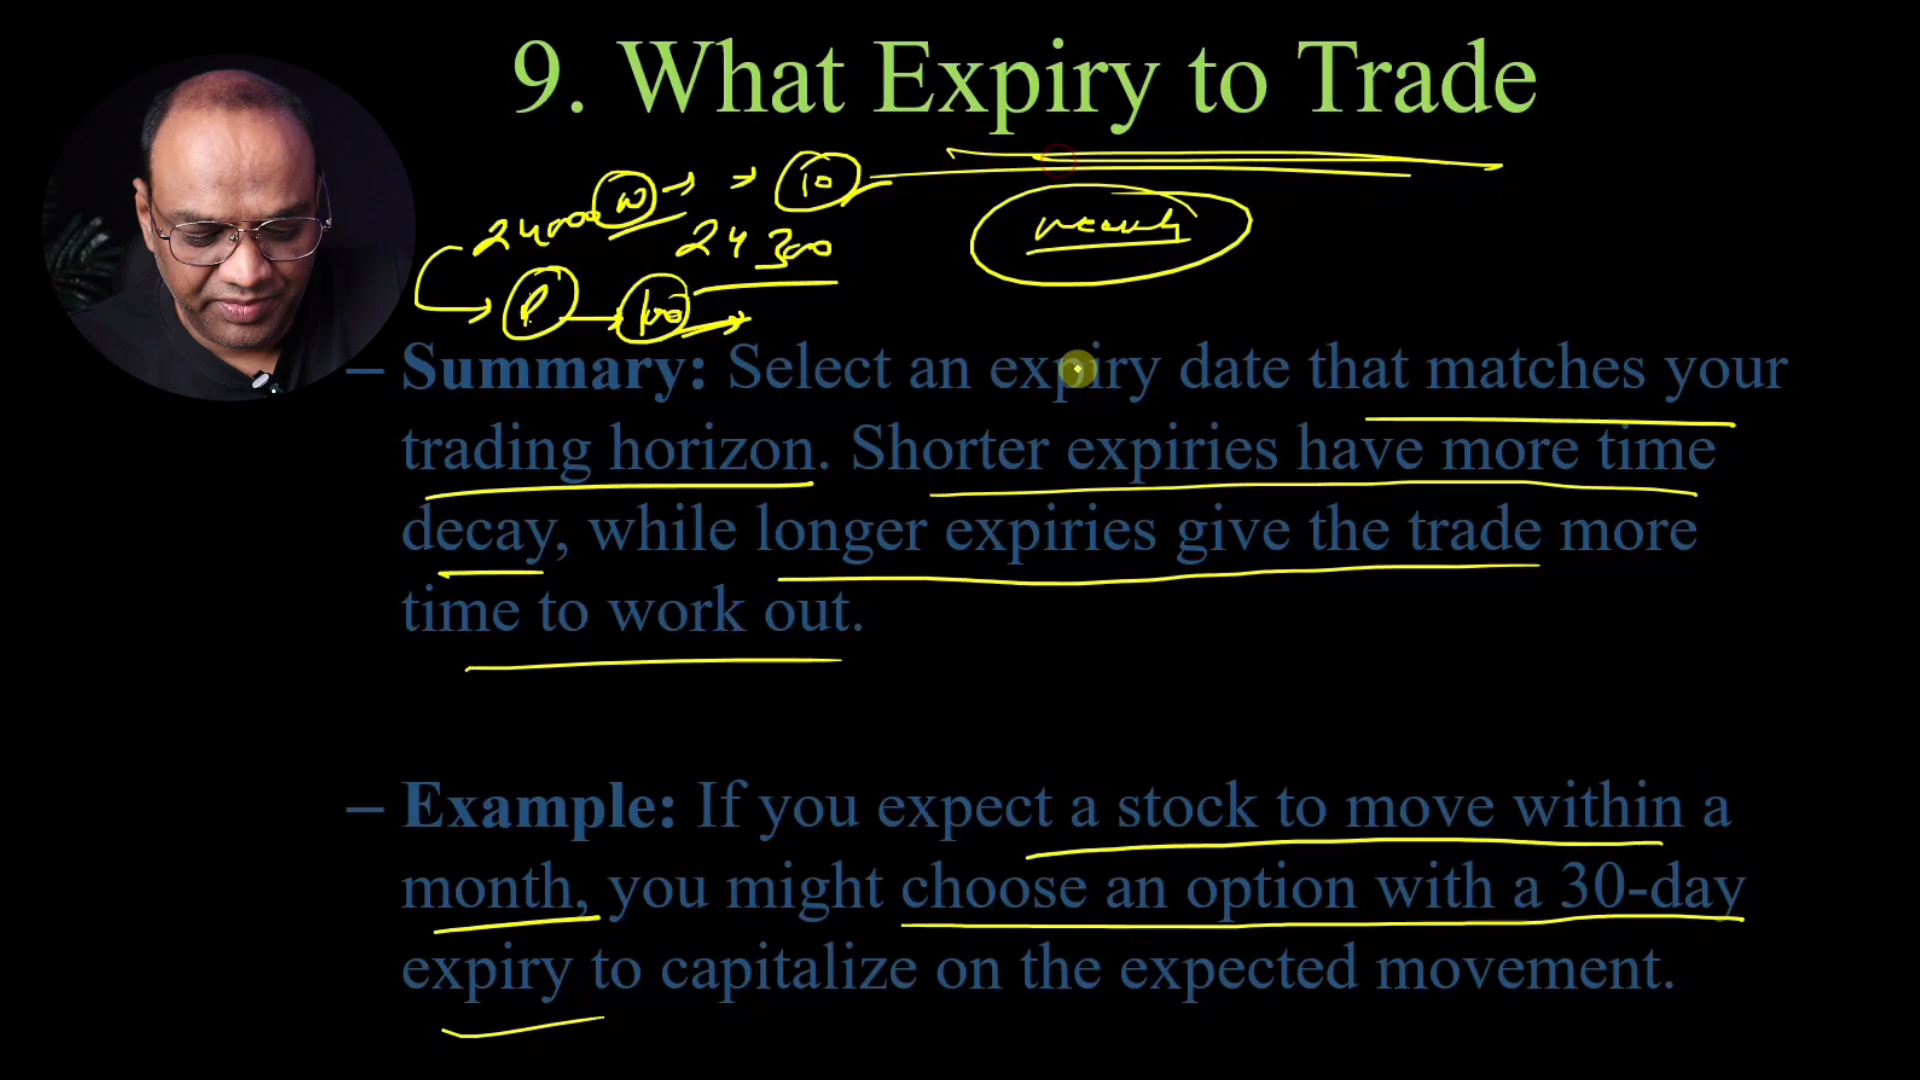 9. What Expiry to Trade
10
24000
24 300
100
– Summary: Select an expiry date that matches your
trading horizon. Shorter expiries have more time
decay, while longer expiries give the trade more
time to work out.
– Example: If you expect a stock to move within a
month, you might choose an option with a 30-day
expiry to capitalize on the expected movement.